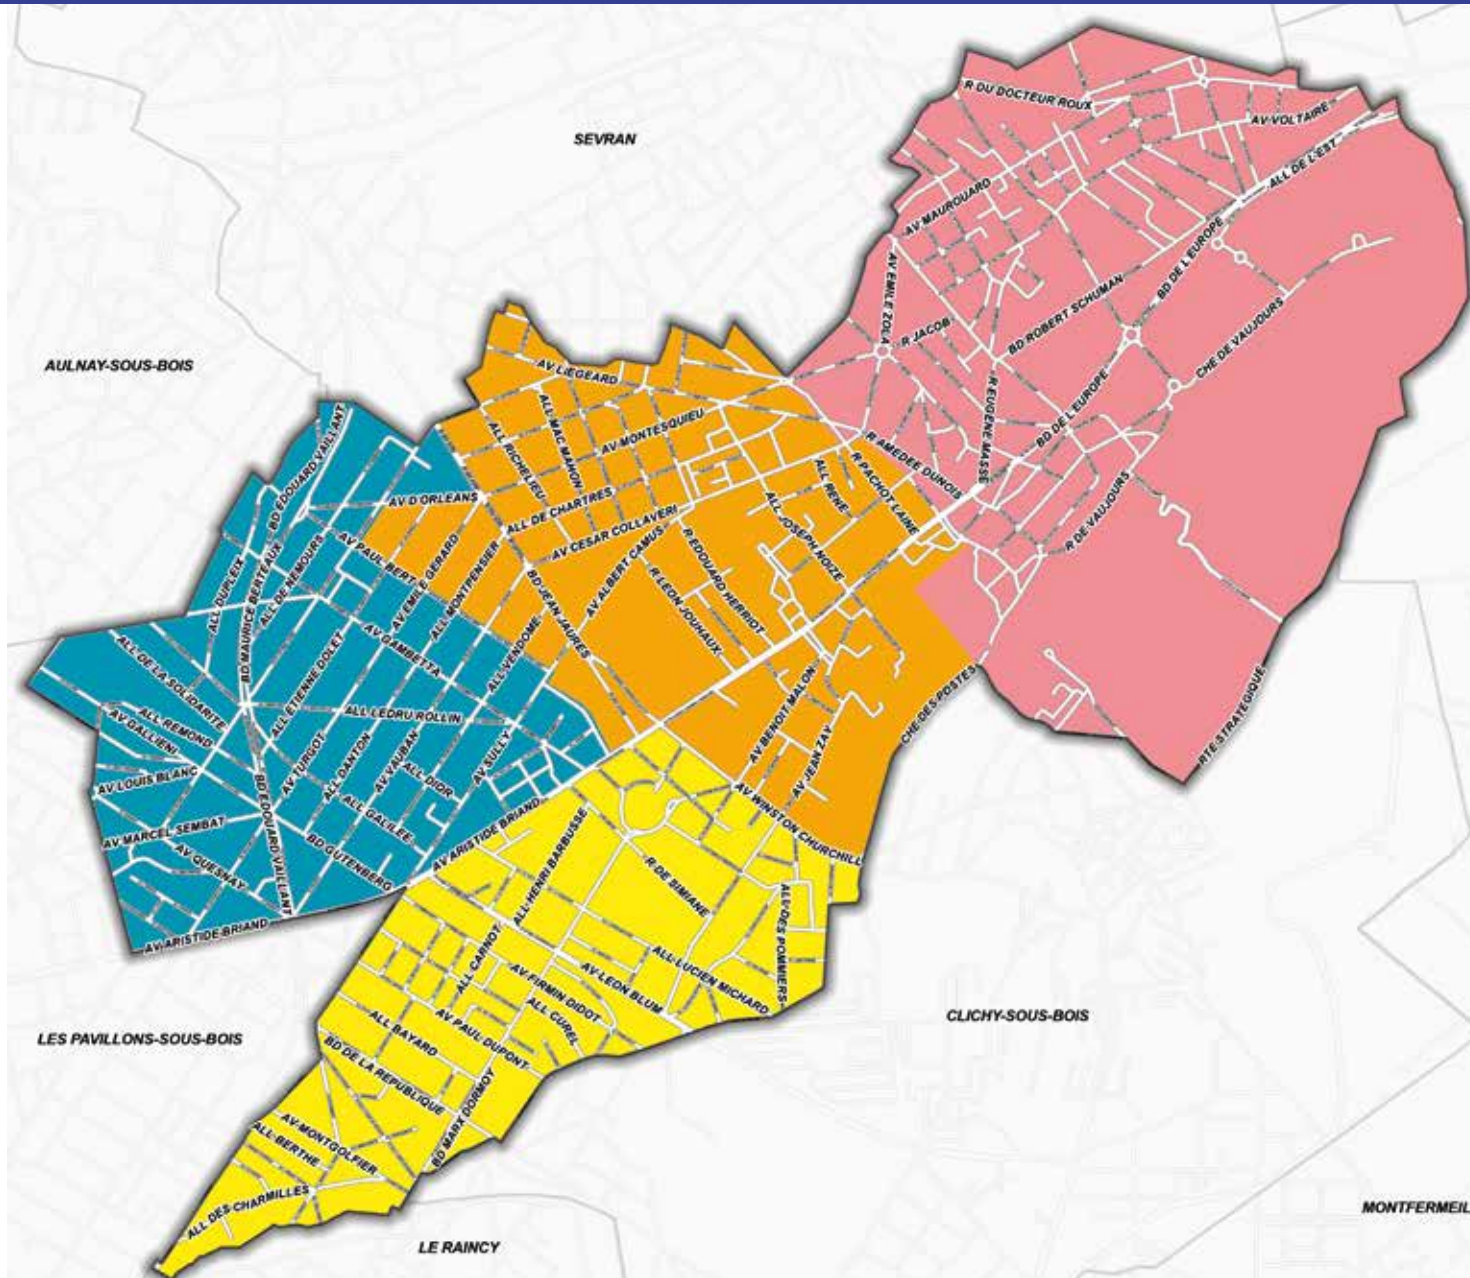 SEVRAN
R DU DOCTEUR ROUX
AV VOLTAIRE
ALL DE L'EST
AV MAUROUARD
BD DE L'EUROPE
AV EMILE ZOLA
R JACOB
BD ROBERT SCHUMAN
CHE DE VAUJOURS
AULNAY-SOUS-BOIS
AV LIEGEARD
R EUGENE MASSE
BD DE L'EUROPE
ALL MAC MAHON
AV MONTESQUIEU
ALL RICHELIEU
BD EDOUARD VAILLANT
R AMEDEE DUNOIS
R PACHOT LAINE
ALL RENE
AV D'ORLEANS
ALL DE CHARTRES
AV CESAR COLLAVERI
ALL JOSEPH NOIZE
R DE VAUJOURS
AV PAUL BERT
ALL DE NEMOURS
BD MAURICE BERTEAUX
ALL DUPLEIX
AV EMILE GERARD
ALL MONTPENSIER
BD JEAN JAURES
AV ALBERT CAMUS
R EDOUARD HERRIOT
R LEON JOUHAUX
AV GAMBETTA
ALL VENDOME
ALL DE LA SOLIDARITE
ALL ETIENNE DOLET
ALL LEDRU ROLLIN
ALL REMOND
AV GALLIENI
AV TURGOT
ALL DANTON
AV VAUBAN
ALL DIOR
AV SULLY
AV BENOIT MALON
AV JEAN ZAY
CHE DES POSTES
RTE STRATEGIQUE
AV LOUIS BLANC
BD EDOUARD VAILLANT
ALL GALILEE
AV MARCEL SEMBAT
AV QUESNAY
BD GUTENBERG
AV ARISTIDE BRIAND
AV WINSTON CHURCHILL
ALL HENRI BARBUSSE
R DE SIMIANE
ALL DES POMMIERS
AV ARISTIDE BRIAND
ALL CARNOT
AV FIRMIN DIDOT
AV LEON BLUM
ALL LUCIEN MICHARD
CLICHY-SOUS-BOIS
LES PAVILLONS-SOUS-BOIS
ALL BAYARD
AV PAUL DUPONT
ALL CUREL
BD DE LA REPUBLIQUE
BD MARX DORMOY
AV MONTGOLFIER
ALL BERTHE
ALL DES CHARMILLES
MONTFERMEIL
LE RAINCY